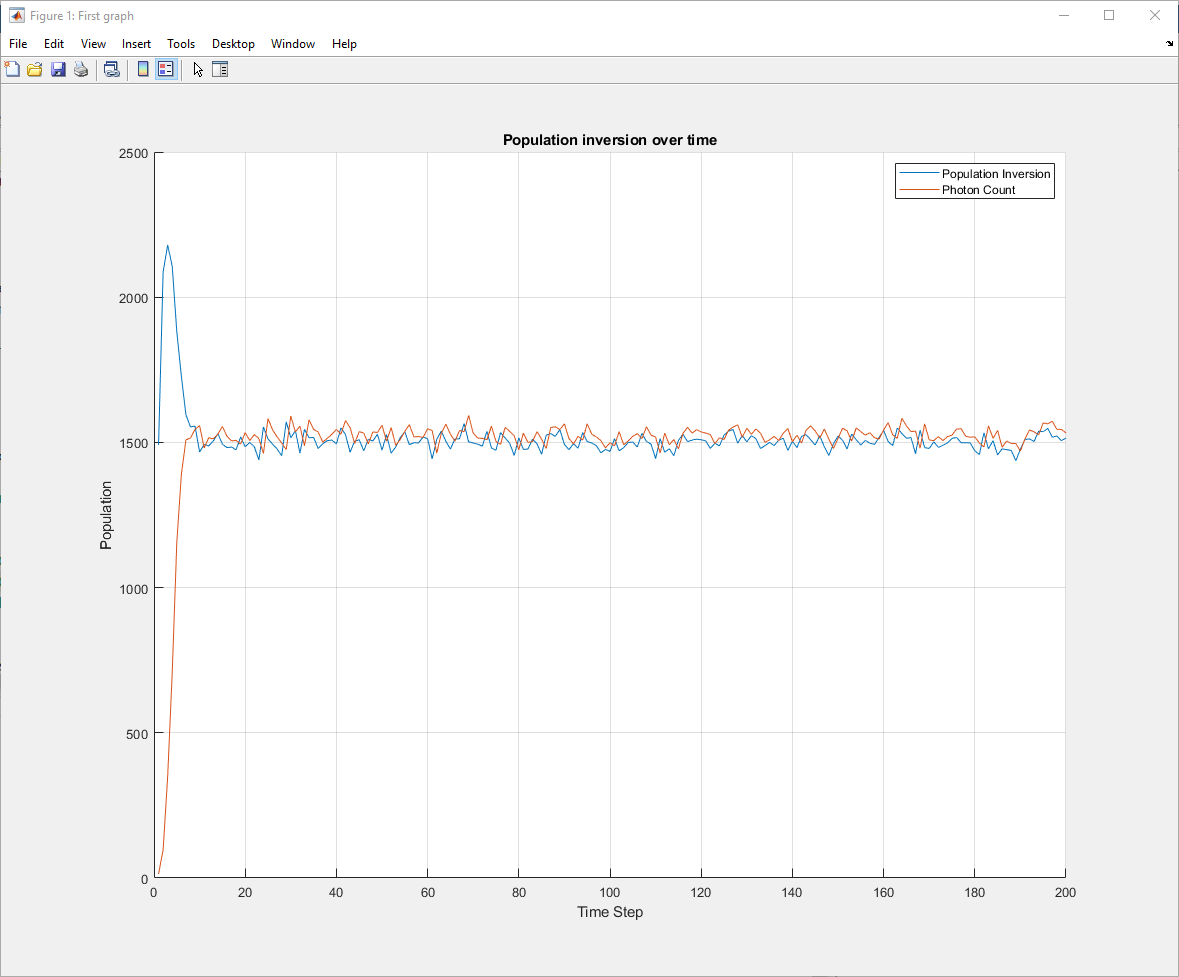 Figure 1: First graph
File Edit View Insert Tools Desktop Window Help
Population inversion over time
Population Inversion
Photon Count
2500
2000
1500
1000
500
0
Population
0 20 40 60 80 100 120 140 160 180 200
Time Step